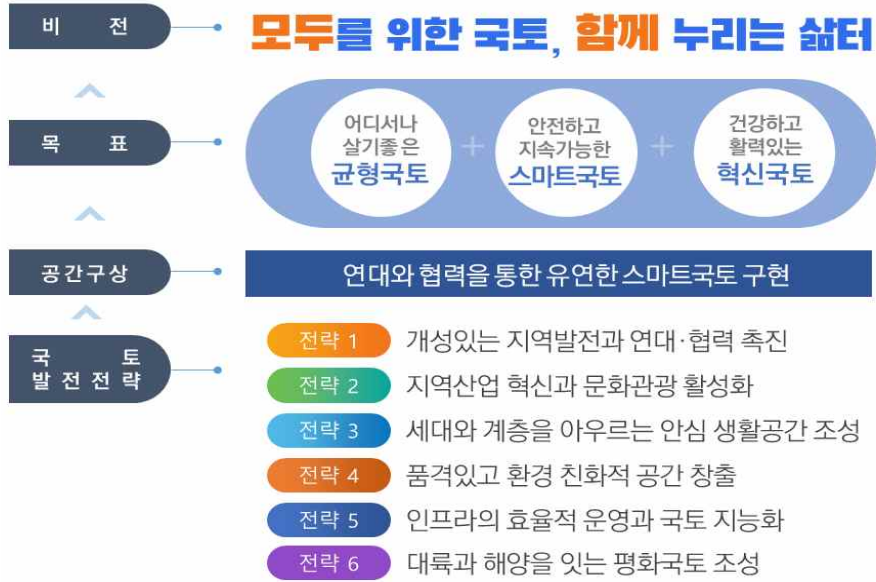 비 전
모두를 위한 국토, 함께 누리는 삶터
목 표
어디서나
살기좋은
균형국토
+
안전하고
지속가능한
스마트국토
+
건강하고
활력있는
혁신국토
공간구상
연대와 협력을 통한 유연한 스마트국토 구현
국 토
발전전략
전략 1 개성있는 지역발전과 연대·협력 촉진
전략 2 지역산업 혁신과 문화관광 활성화
전략 3 세대와 계층을 아우르는 안심 생활공간 조성
전략 4 품격있고 환경 친화적 공간 창출
전략 5 인프라의 효율적 운영과 국토 지능화
전략 6 대륙과 해양을 잇는 평화국토 조성